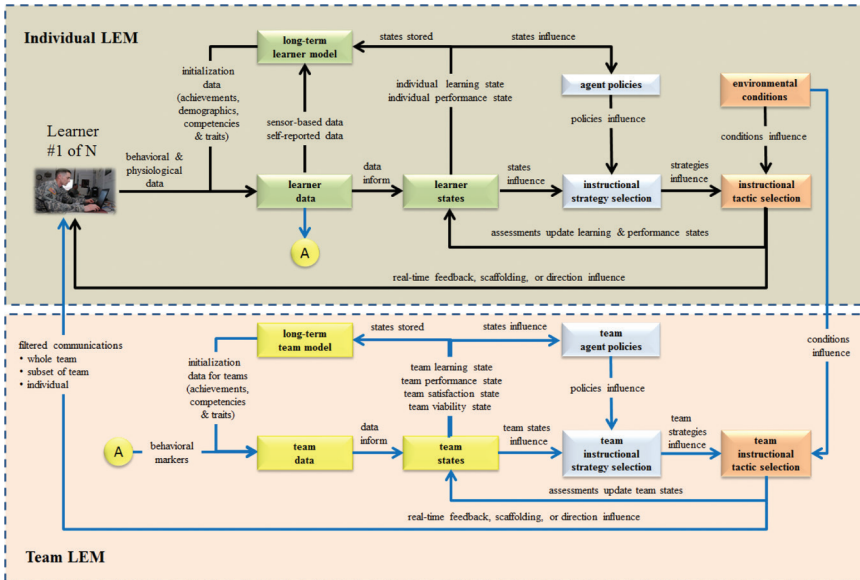 Individual LEM
long-term
learner model
states stored
states influence
initialization
data
(achievements,
demographics,
competencies
& traits)
individual learning state
individual performance state
agent policies
environmental
conditions
sensor-based data
self-reported data
policies influence
conditions influence
Learner
#1 of N
behavioral &
physiological
data
learner
data
data
inform
learner
states
states
influence
instructional
strategy selection
strategies
influence
instructional
tactic selection
A
assessments update learning & performance states
real-time feedback, scaffolding, or direction influence
filtered communications
• whole team
• subset of team
• individual
long-term
team model
states stored
states influence
team
agent policies
conditions
influence
initialization
data for teams
(achievements,
competencies
& traits)
team learning state
team performance state
team satisfaction state
team viability state
policies influence
A
behavioral
markers
team
data
data
inform
team
states
team states
influence
team
instructional
strategy selection
team
strategies
influence
team
instructional
tactic selection
assessments update team states
real-time feedback, scaffolding, or direction influence
Team LEM